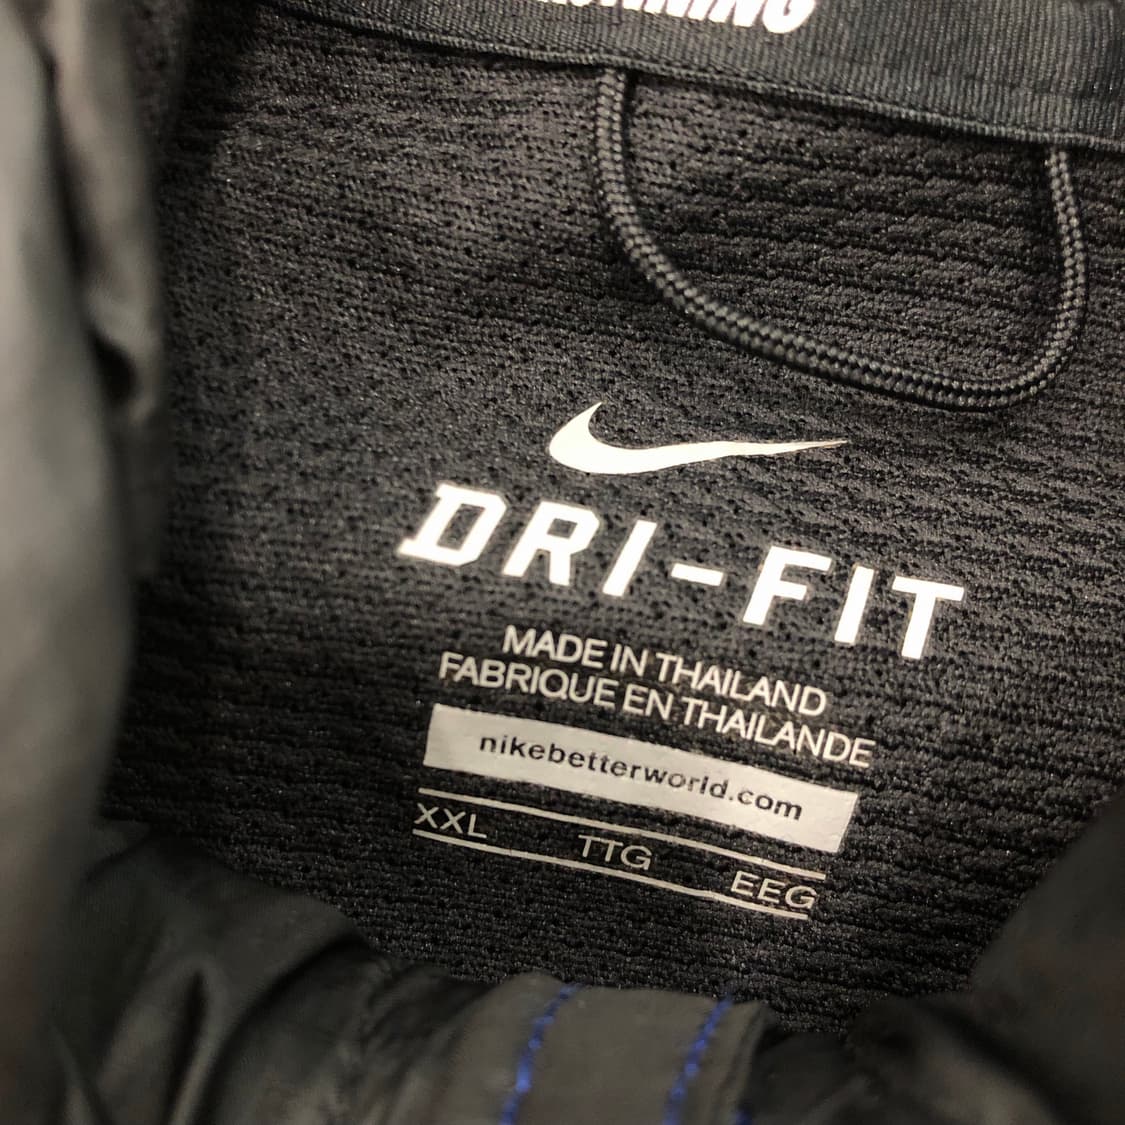 DRI-FIT
MADE IN THAILAND
FABRIQUE EN THAILANDE
nikebetterworld.com
XXL TTG EEG